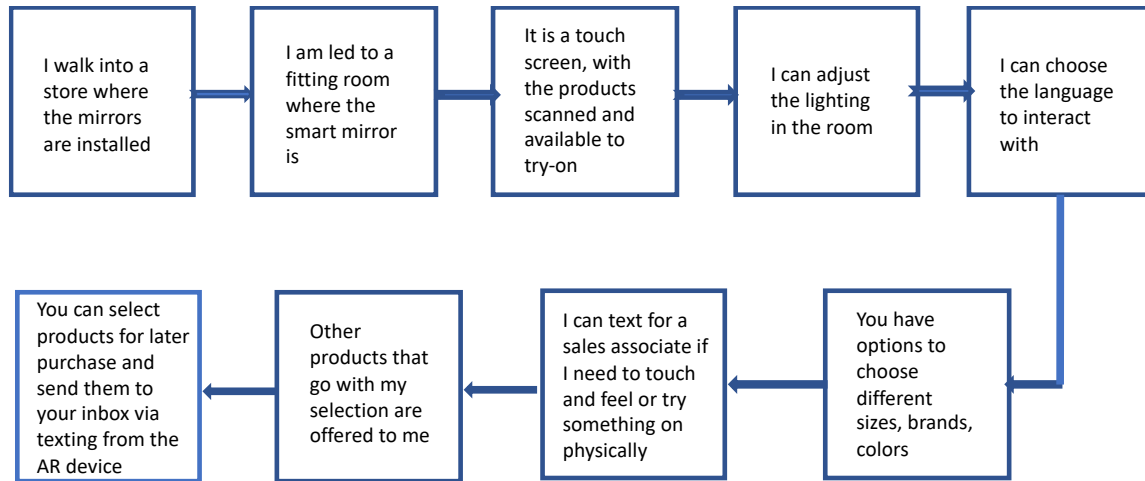 I walk into a
store where
the mirrors
are installed
I am led to a
fitting room
where the
smart mirror
is
It is a touch
screen, with
the products
scanned and
available to
try-on
I can adjust
the lighting
in the room
I can choose
the language
to interact
with
You have
options to
choose
different
sizes, brands,
colors
I can text for a
sales associate if
I need to touch
and feel or try
something on
physically
Other
products that
go with my
selection are
offered to me
You can select
products for later
purchase and
send them to
your inbox via
texting from the
AR device